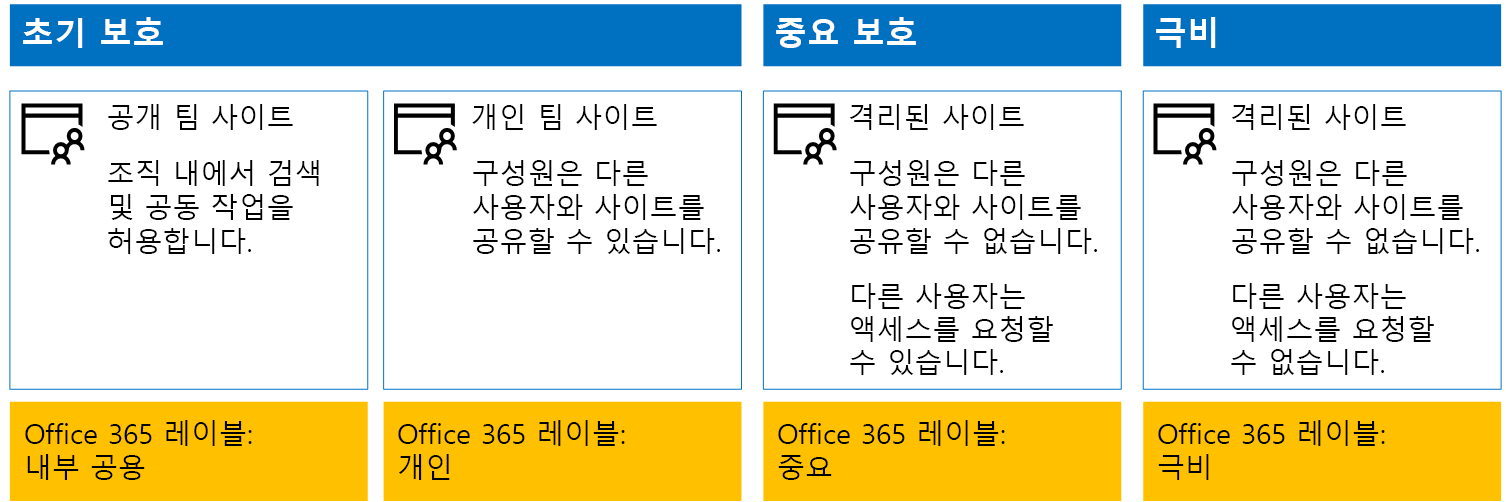 초기 보호
중요 보호
극비
공개 팀 사이트
조직 내에서 검색
및 공동 작업을
허용합니다.
개인 팀 사이트
구성원은 다른
사용자와 사이트를
공유할 수 있습니다.
격리된 사이트
구성원은 다른
사용자와 사이트를
공유할 수 없습니다.
다른 사용자는
액세스를 요청할
수 있습니다.
격리된 사이트
구성원은 다른
사용자와 사이트를
공유할 수 없습니다.
다른 사용자는
액세스를 요청할
수 없습니다.
Office 365 레이블:
내부 공용
Office 365 레이블:
개인
Office 365 레이블:
중요
Office 365 레이블:
극비